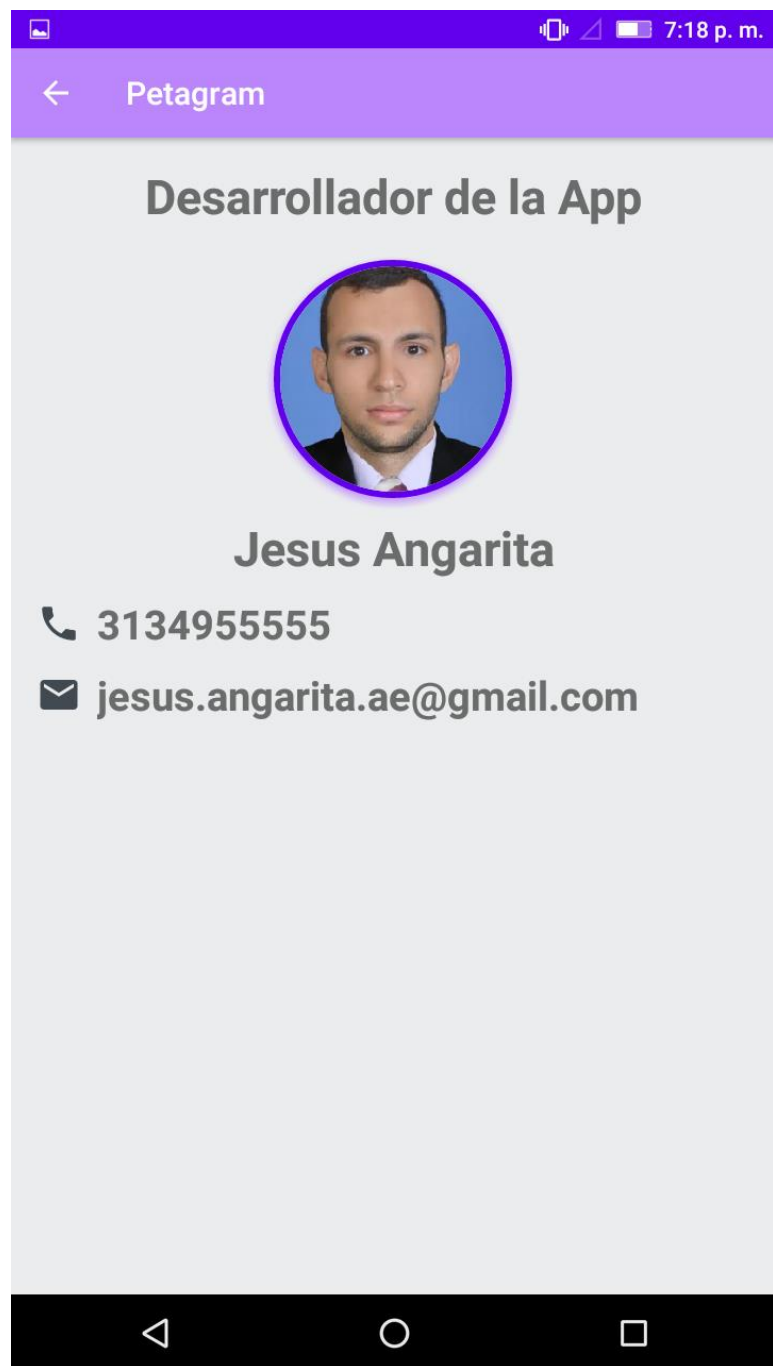 7:18 p. m.
Petagram
Desarrollador de la App
Jesus Angarita
3134955555
jesus.angarita.ae@gmail.com